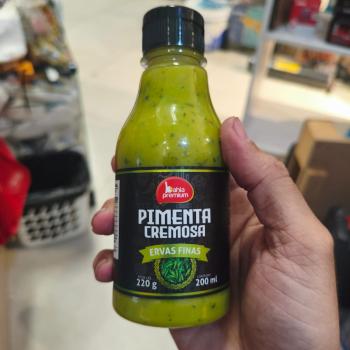 Bahia
premium
PIMENTA
CREMOSA
ERVAS FINAS
220 g
200 ml